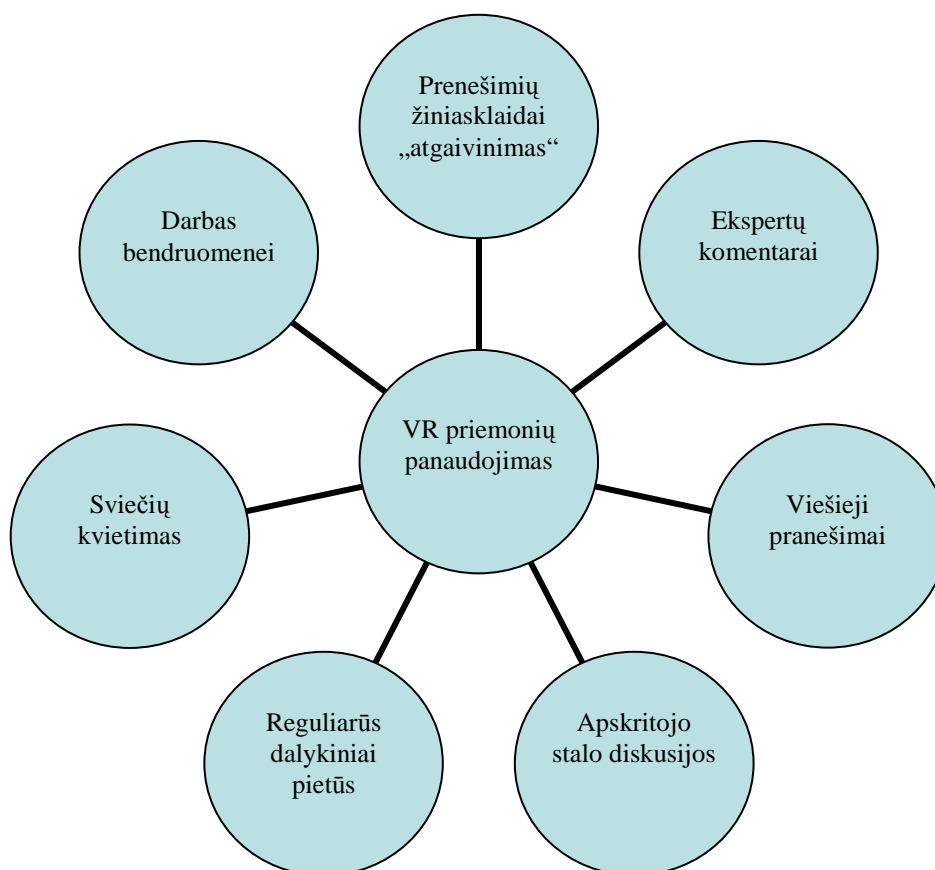 Prenešimių
žiniasklaidai
„atgaivinimas“
Darbas
bendruomenei
Ekspertų
komentarai
VR priemonių
panaudojimas
Sviečių
kvietimas
Viešieji
pranešimai
Reguliarūs
dalykiniai
pietūs
Apskritojo
stalo diskusijos